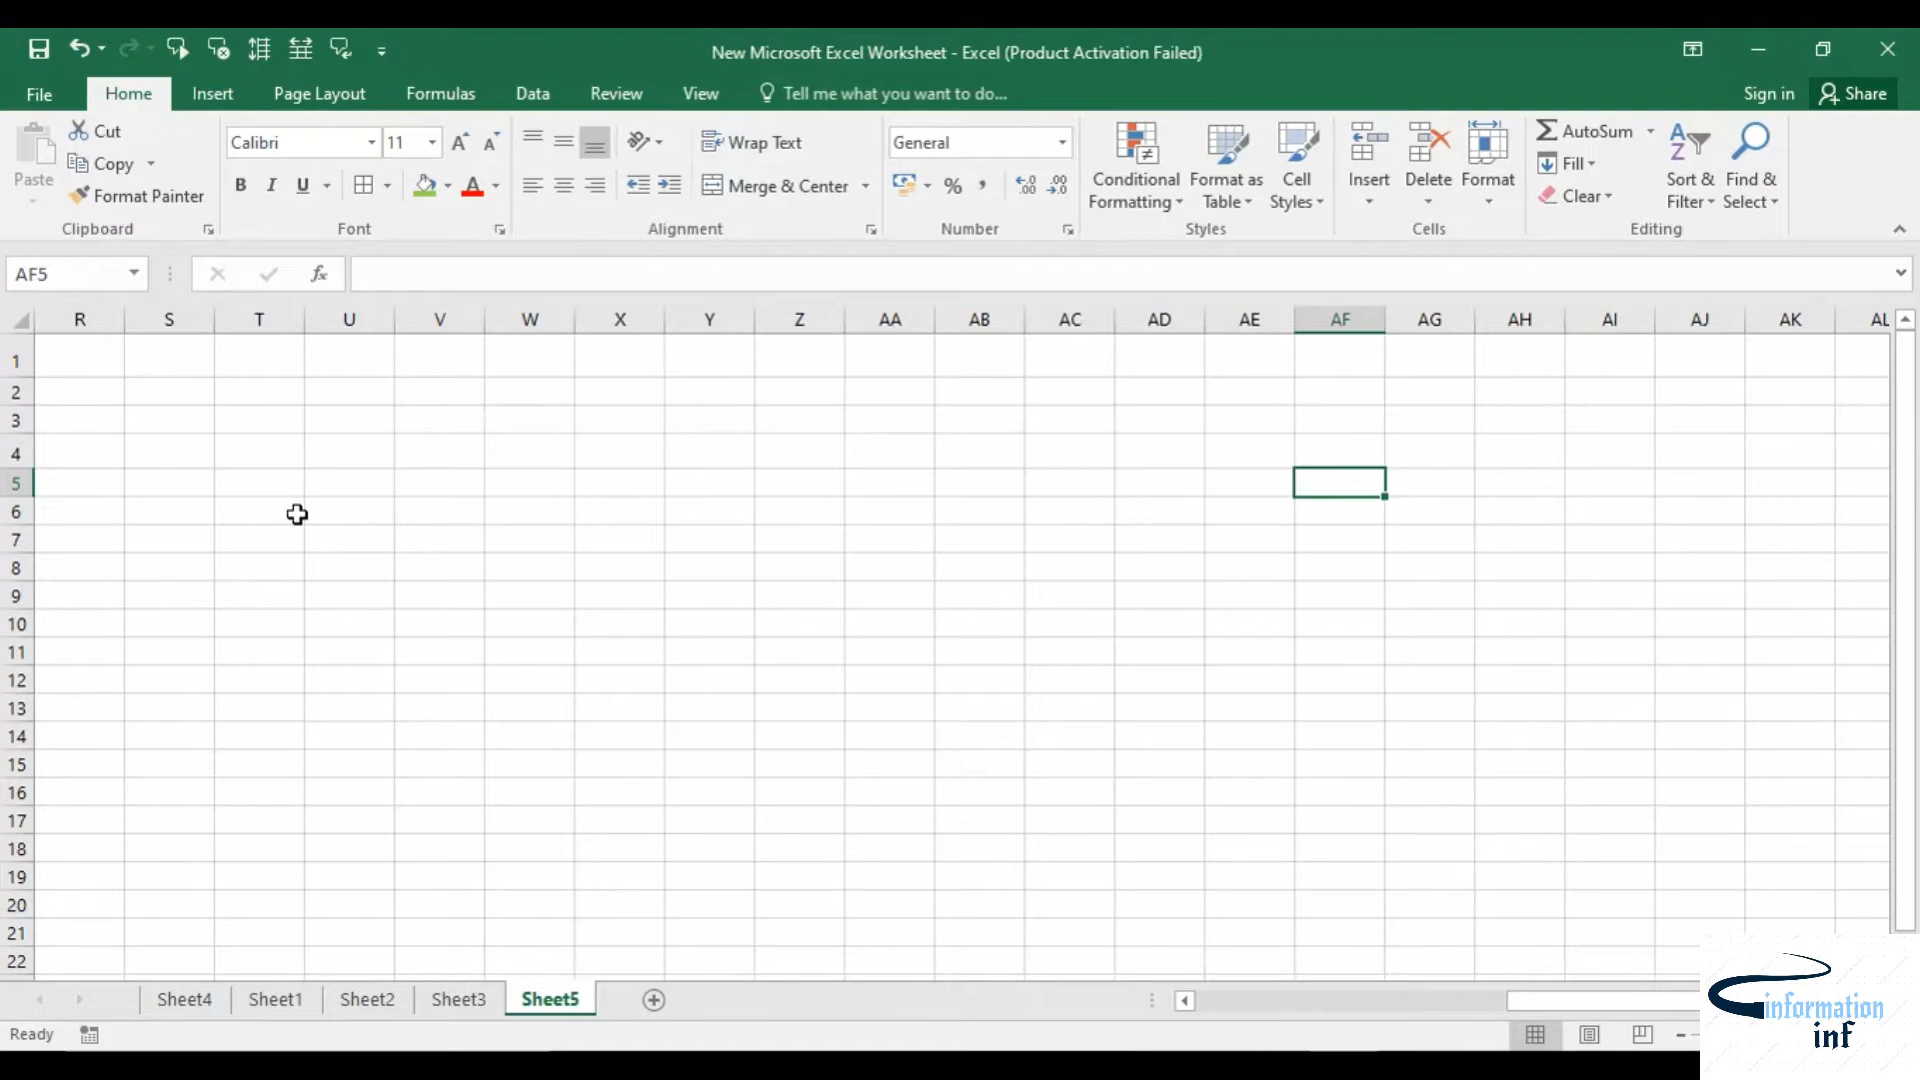 New Microsoft Excel Worksheet - Excel (Product Activation Failed)
File Home Insert Page Layout Formulas Data Review View Tell me what you want to do... Sign in Share
Paste Cut Copy Format Painter Clipboard
Calibri 11 B I U A Font
Wrap Text Merge & Center Alignment
General % Number
Conditional Formatting Format as Table Cell Styles Styles
Insert Delete Format Cells
AutoSum Fill Clear Sort & Filter Find & Select Editing
AF5 fx
R S T U V W X Y Z AA AB AC AD AE AF AG AH AI AJ AK AL
1
2
3
4
5
6
7
8
9
10
11
12
13
14
15
16
17
18
19
20
21
22
Sheet4 Sheet1 Sheet2 Sheet3 Sheet5
Ready
information
inf